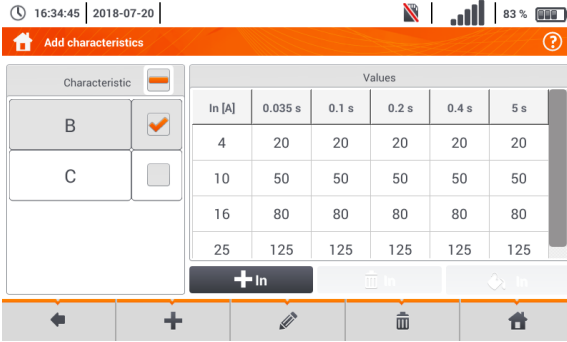 16:34:45 2018-07-20 83 %
Add characteristics ?
Characteristic Values
In [A] 0.035 s 0.1 s 0.2 s 0.4 s 5 s
B
4 20 20 20 20 20
C
10 50 50 50 50 50
16 80 80 80 80 80
25 125 125 125 125 125
In In In